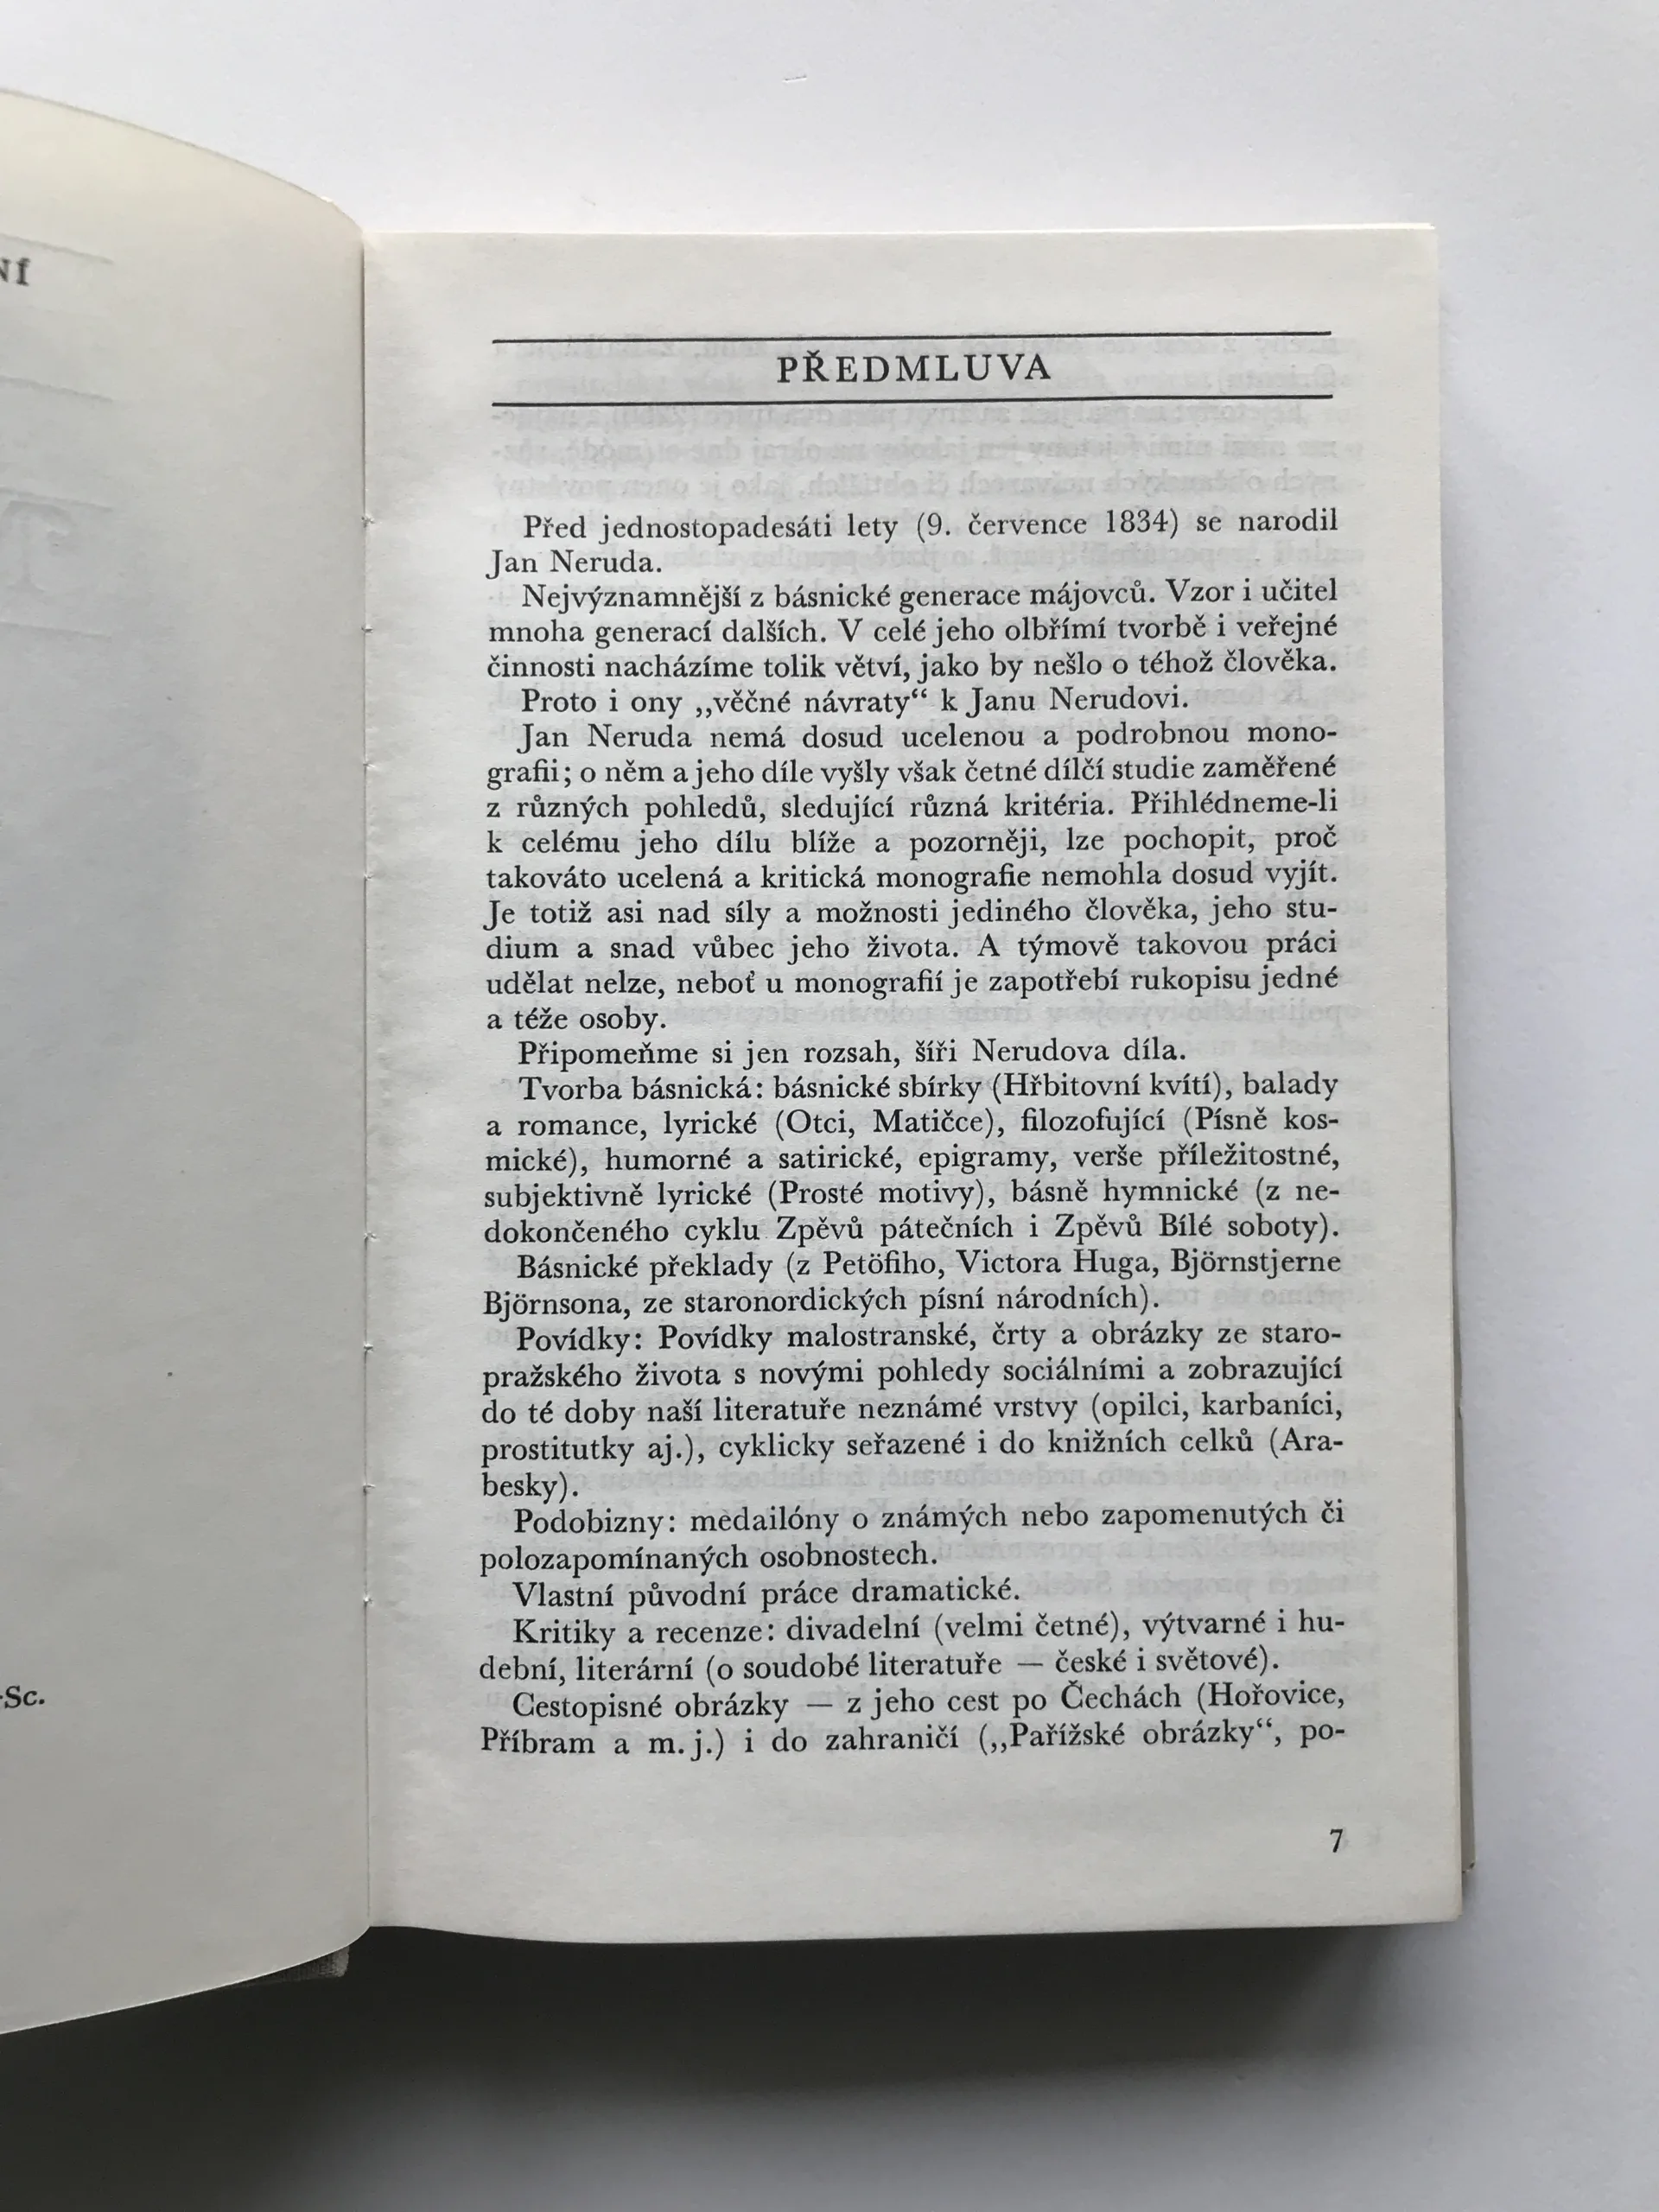 PŘEDMLUVA
Před jednostopadesáti lety (9. července 1834) se narodil
Jan Neruda.
Nejvýznamnější z básnické generace májovců. Vzor i učitel
mnoha generací dalších. V celé jeho olbřímí tvorbě i veřejné
činnosti nacházíme tolik větví, jako by nešlo o téhož člověka.
Proto i ony „věčné návraty“ k Janu Nerudovi.
Jan Neruda nemá dosud ucelenou a podrobnou mono-
grafii; o něm a jeho díle vyšly však četné dílčí studie zaměřené
z různých pohledů, sledující různá kritéria. Přihlédneme-li
k celému jeho dílu blíže a pozorněji, lze pochopit, proč
takováto ucelená a kritická monografie nemohla dosud vyjít.
Je totiž asi nad síly a možnosti jediného člověka, jeho stu-
dium a snad vůbec jeho života. A týmově takovou práci
udělat nelze, neboť u monografií je zapotřebí rukopisu jedné
a téže osoby.
Připomeňme si jen rozsah, šíři Nerudova díla.
Tvorba básnická: básnické sbírky (Hřbitovní kvítí), balady
a romance, lyrické (Otci, Matičce), filozofující (Písně kos-
mické), humorné a satirické, epigramy, verše příležitostné,
subjektivně lyrické (Prosté motivy), básně hymnické (z ne-
dokončeného cyklu Zpěvů pátečních i Zpěvů Bílé soboty).
Básnické překlady (z Petöfiho, Victora Huga, Björnstjerne
Björnsona, ze staronordických písní národních).
Povídky: Povídky malostranské, črty a obrázky ze staro-
pražského života s novými pohledy sociálními a zobrazující
do té doby naší literatuře neznámé vrstvy (opilci, karbaníci,
prostitutky aj.), cyklicky seřazené i do knižních celků (Ara-
besky).
Podobizny: medailóny o známých nebo zapomenutých či
polozapomínaných osobnostech.
Vlastní původní práce dramatické.
Kritiky a recenze: divadelní (velmi četné), výtvarné i hu-
dební, literární (o soudobé literatuře — české i světové).
Cestopisné obrázky — z jeho cest po Čechách (Hořovice,
Příbram a m. j.) i do zahraničí („Pařížské obrázky“, po-
7